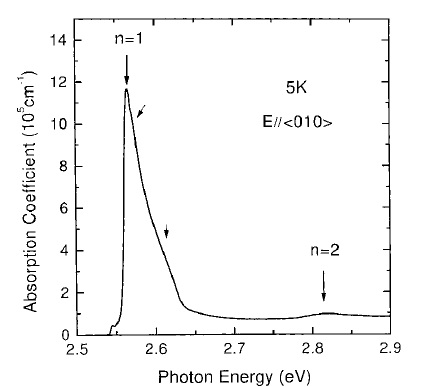 14
12
10
8
6
4
2
0
Absorption Coefficient (10⁵cm⁻¹)
n=1
5K
E//<010>
n=2
2.5 2.6 2.7 2.8 2.9
Photon Energy (eV)